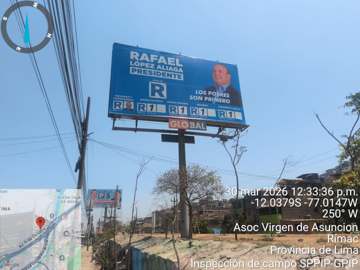 RAFAEL
LÓPEZ ALIAGA
PRESIDENTE
R
LOS POBRES
SON PRIMERO
R
R
R
R
R
GLOBAL
30 mar 2026 12:33:36 p.m.
-12.0379S -77.0147W
250° W
Asoc Virgen de Asuncion
Rimac
Provincia de Lima
Inspección de campo SPPiP-GPIP